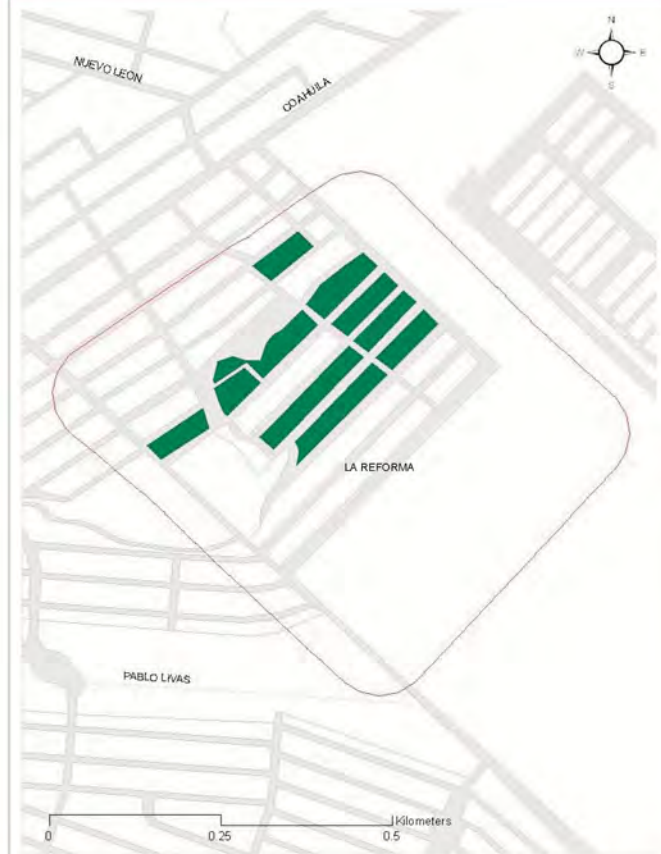 N
W E
S
NUEVO LEON
COAHUILA
LA REFORMA
PABLO LIVAS
Kilometers
0 0.25 0.5